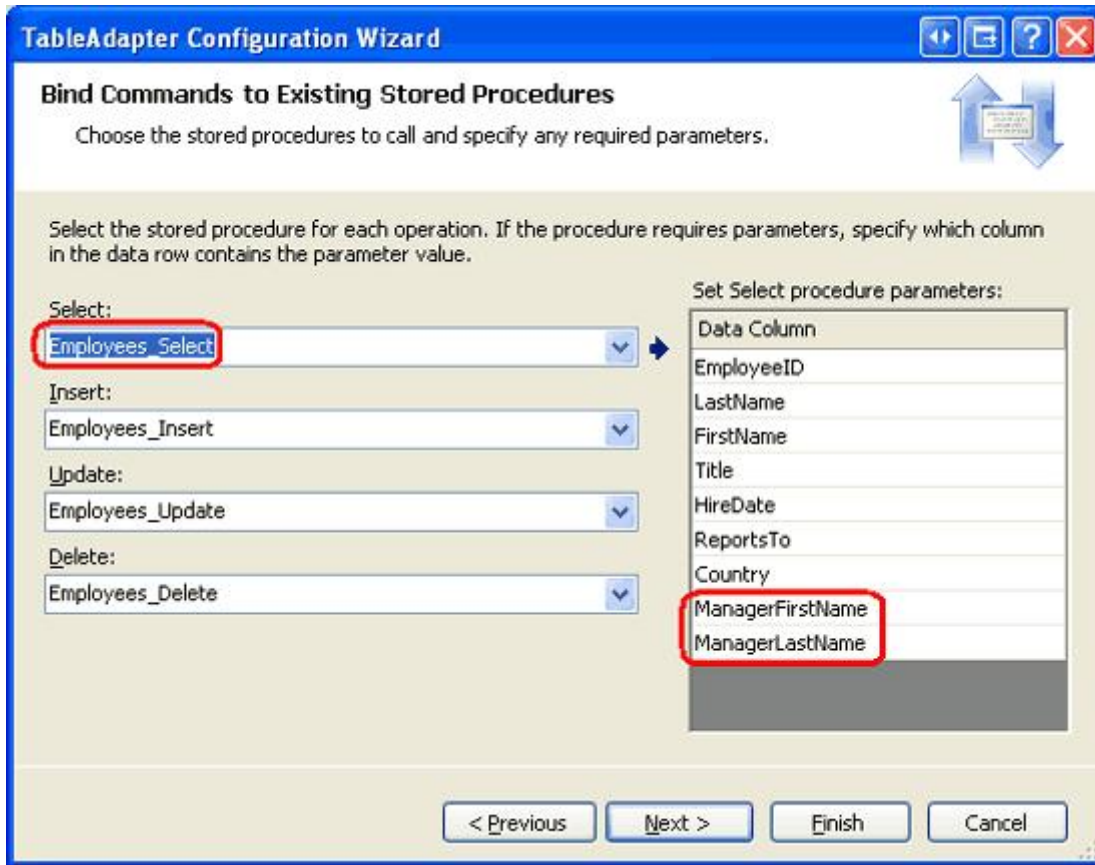 TableAdapter Configuration Wizard
Bind Commands to Existing Stored Procedures
Choose the stored procedures to call and specify any required parameters.
Select the stored procedure for each operation. If the procedure requires parameters, specify which column
in the data row contains the parameter value.
Select:
Employees_Select
Insert:
Employees_Insert
Update:
Employees_Update
Delete:
Employees_Delete
Set Select procedure parameters:
Data Column
EmployeeID
LastName
FirstName
Title
HireDate
ReportsTo
Country
ManagerFirstName
ManagerLastName
< Previous
Next >
Finish
Cancel